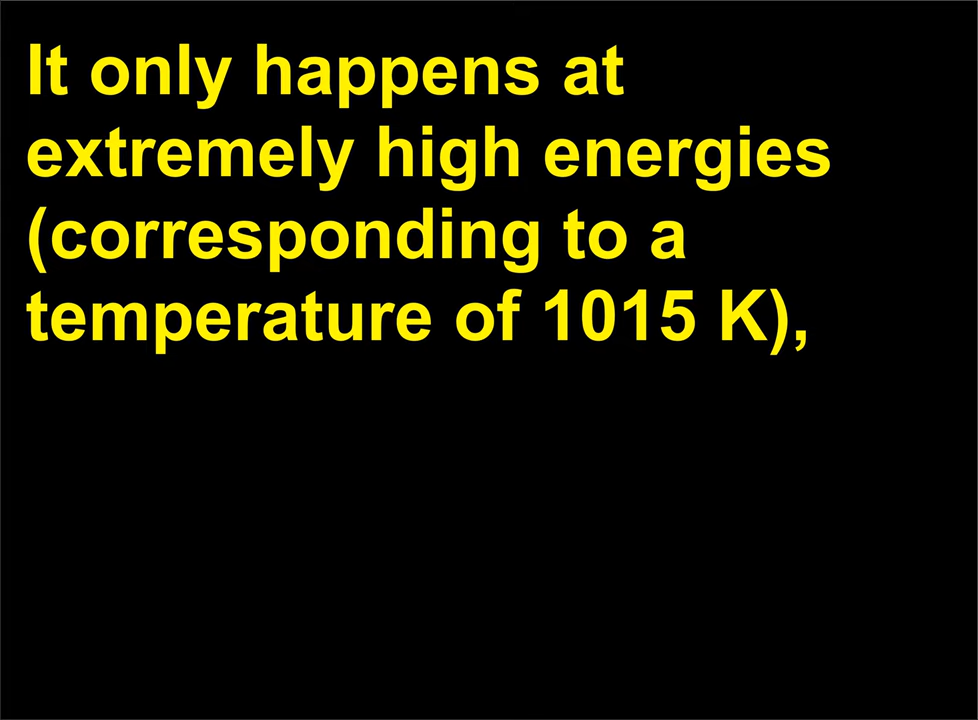 It only happens at
extremely high energies
(corresponding to a
temperature of 1015 K),